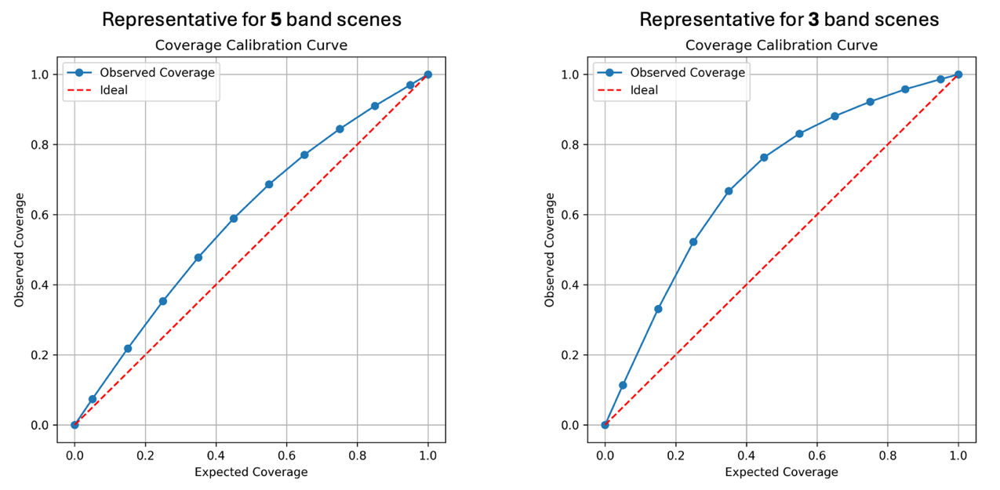 Representative for 5 band scenes
Coverage Calibration Curve
Observed Coverage
Ideal
1.0
0.8
0.6
0.4
0.2
0.0
Observed Coverage
0.0 0.2 0.4 0.6 0.8 1.0
Expected Coverage
Representative for 3 band scenes
Coverage Calibration Curve
Observed Coverage
Ideal
1.0
0.8
0.6
0.4
0.2
0.0
Observed Coverage
0.0 0.2 0.4 0.6 0.8 1.0
Expected Coverage